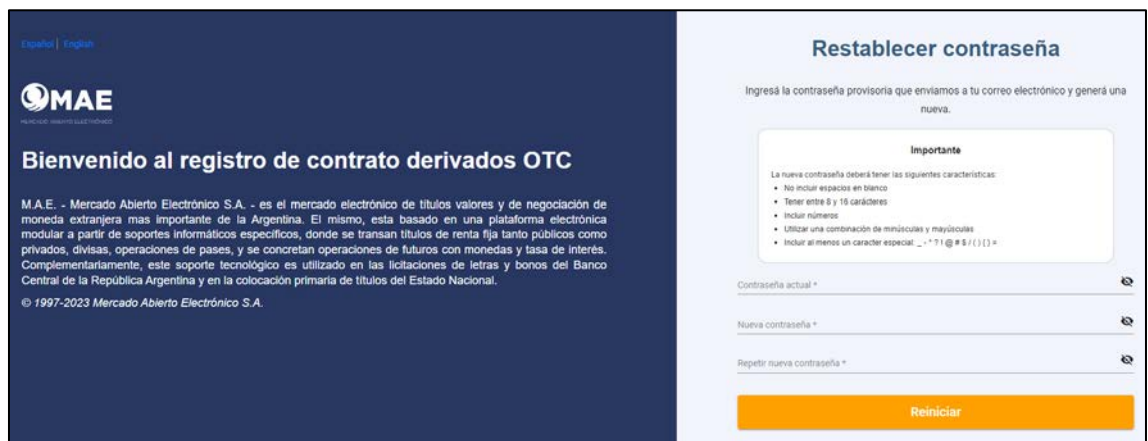 Español | English
MAE
MERCADO ABIERTO ELECTRÓNICO
Bienvenido al registro de contrato derivados OTC
M.A.E. - Mercado Abierto Electrónico S.A. - es el mercado electrónico de títulos valores y de negociación de
moneda extranjera mas importante de la Argentina. El mismo, esta basado en una plataforma electrónica
modular a partir de soportes informáticos específicos, donde se transan títulos de renta fija tanto públicos como
privados, divisas, operaciones de pases, y se concretan operaciones de futuros con monedas y tasa de interés.
Complementariamente, este soporte tecnológico es utilizado en las licitaciones de letras y bonos del Banco
Central de la República Argentina y en la colocación primaria de títulos del Estado Nacional.
© 1997-2023 Mercado Abierto Electrónico S.A.
Restablecer contraseña
Ingresá la contraseña provisoria que enviamos a tu correo electrónico y generá una
nueva.
Importante
La nueva contraseña deberá tener las siguientes características:
• No incluir espacios en blanco
• Tener entre 8 y 16 carácteres
• Incluir números
• Utilizar una combinación de minúsculas y mayúsculas
• Incluir al menos un caracter especial: _ - * ? ! @ # $ / ( ) { } =
Contraseña actual *
Nueva contraseña *
Repetir nueva contraseña *
Reiniciar